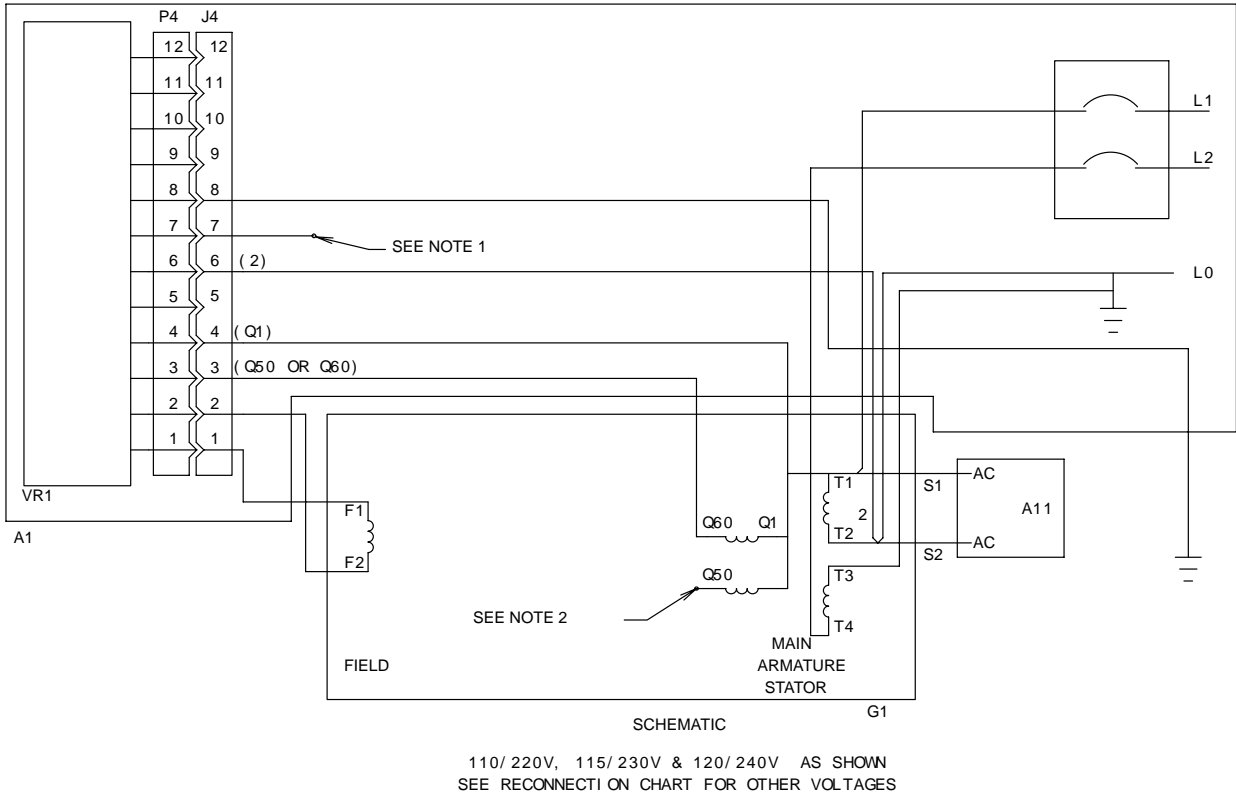 P4 J4
12 12
11 11
10 10
9 9
8 8
7 7
SEE NOTE 1
6 6 (2)
5 5
4 4 (Q1)
3 3 (Q50 OR Q60)
2 2
1 1
VR1
A1
L1
L2
L0
F1
F2
FIELD
Q60 Q1
Q50
SEE NOTE 2
T1
2
T2
T3
T4
MAIN
ARMATURE
STATOR
S1
S2
AC
A11
AC
G1
SCHEMATIC
110/220V, 115/230V & 120/240V AS SHOWN
SEE RECONNECTION CHART FOR OTHER VOLTAGES